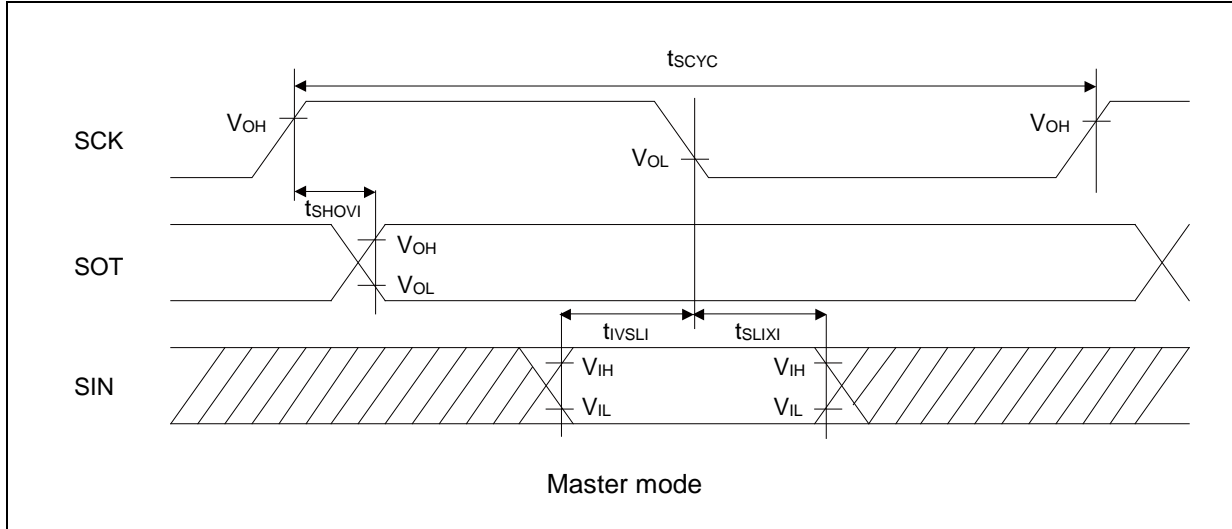 tSCYC
VOH
VOH
SCK
VOL
tSHOVI
VOH
SOT
VOL
tIVSLI
tSLIXI
VIH
VIH
SIN
VIL
VIL
Master mode